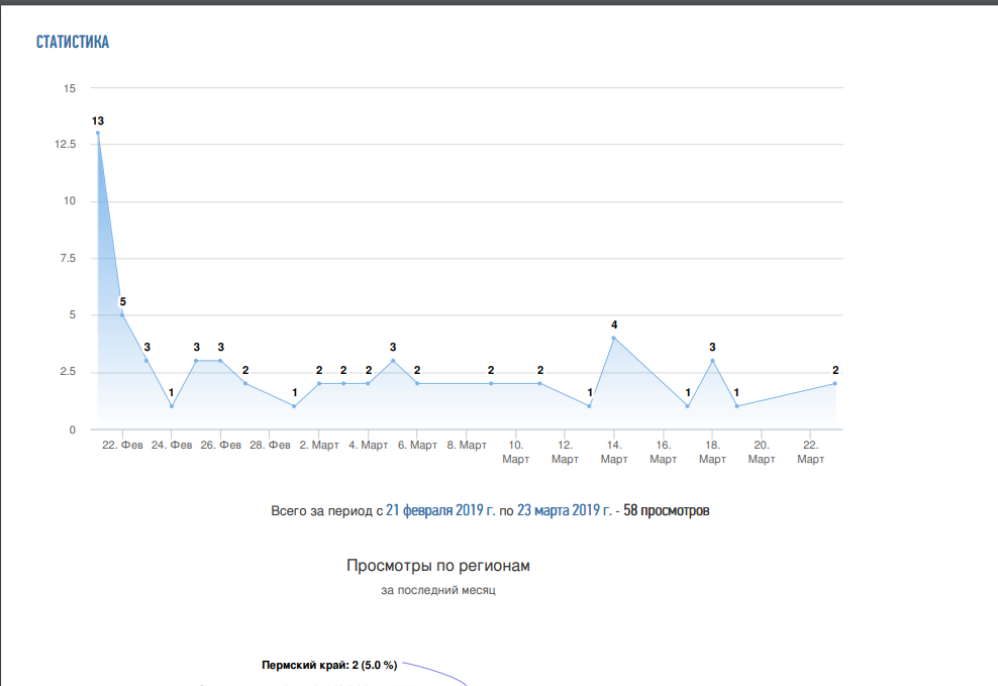 СТАТИСТИКА
15
13
12.5
10
7.5
5
5
3 3 3 3
4
2 2 2 2 2 2 2 2
2.5
1 1 1 1 1
0
22. Фев 24. Фев 26. Фев 28. Фев 2. Март 4. Март 6. Март 8. Март 10. Март 12. Март 14. Март 16. Март 18. Март 20. Март 22. Март
Всего за период с 21 февраля 2019 г. по 23 марта 2019 г. - 58 просмотров
Просмотры по регионам
за последний месяц
Пермский край: 2 (5.0 %)